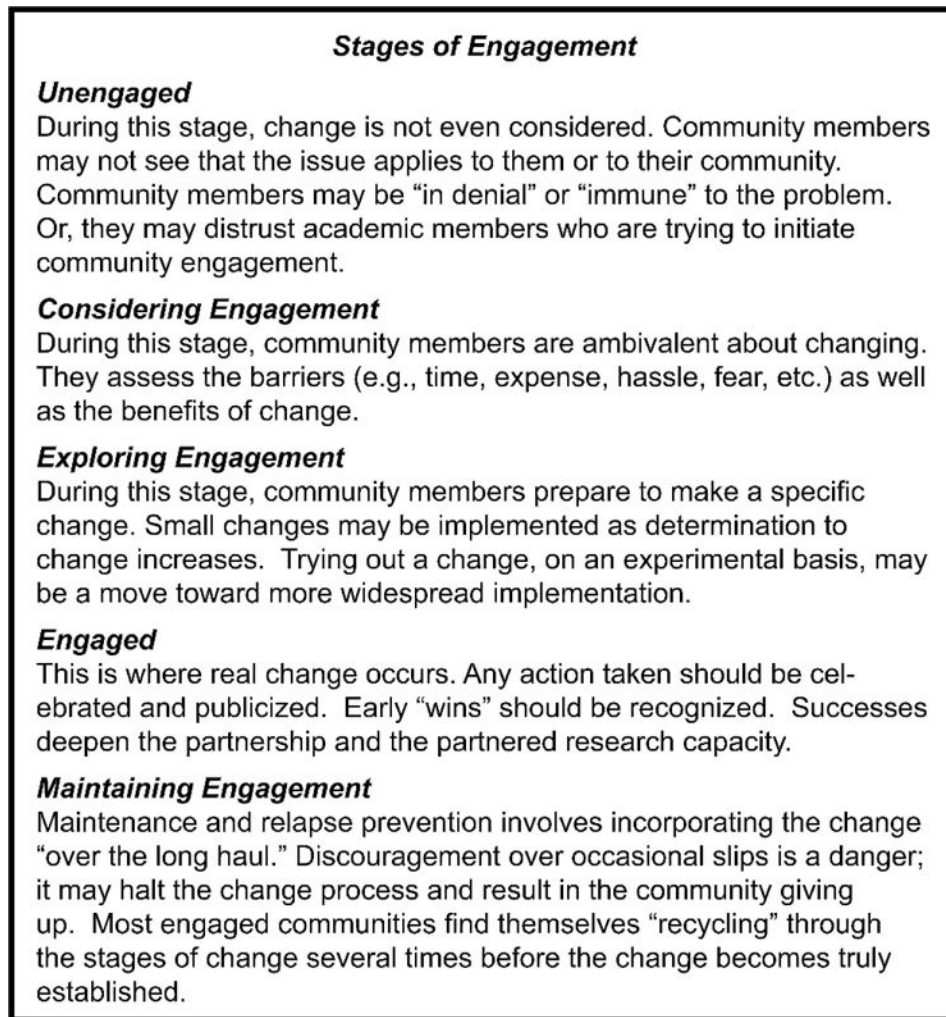 Stages of Engagement
Unengaged
During this stage, change is not even considered. Community members
may not see that the issue applies to them or to their community.
Community members may be “in denial” or “immune” to the problem.
Or, they may distrust academic members who are trying to initiate
community engagement.
Considering Engagement
During this stage, community members are ambivalent about changing.
They assess the barriers (e.g., time, expense, hassle, fear, etc.) as well
as the benefits of change.
Exploring Engagement
During this stage, community members prepare to make a specific
change. Small changes may be implemented as determination to
change increases.  Trying out a change, on an experimental basis, may
be a move toward more widespread implementation.
Engaged
This is where real change occurs. Any action taken should be cel-
ebrated and publicized.  Early “wins” should be recognized.  Successes
deepen the partnership and the partnered research capacity.
Maintaining Engagement
Maintenance and relapse prevention involves incorporating the change
“over the long haul.” Discouragement over occasional slips is a danger;
it may halt the change process and result in the community giving
up.  Most engaged communities find themselves “recycling” through
the stages of change several times before the change becomes truly
established.